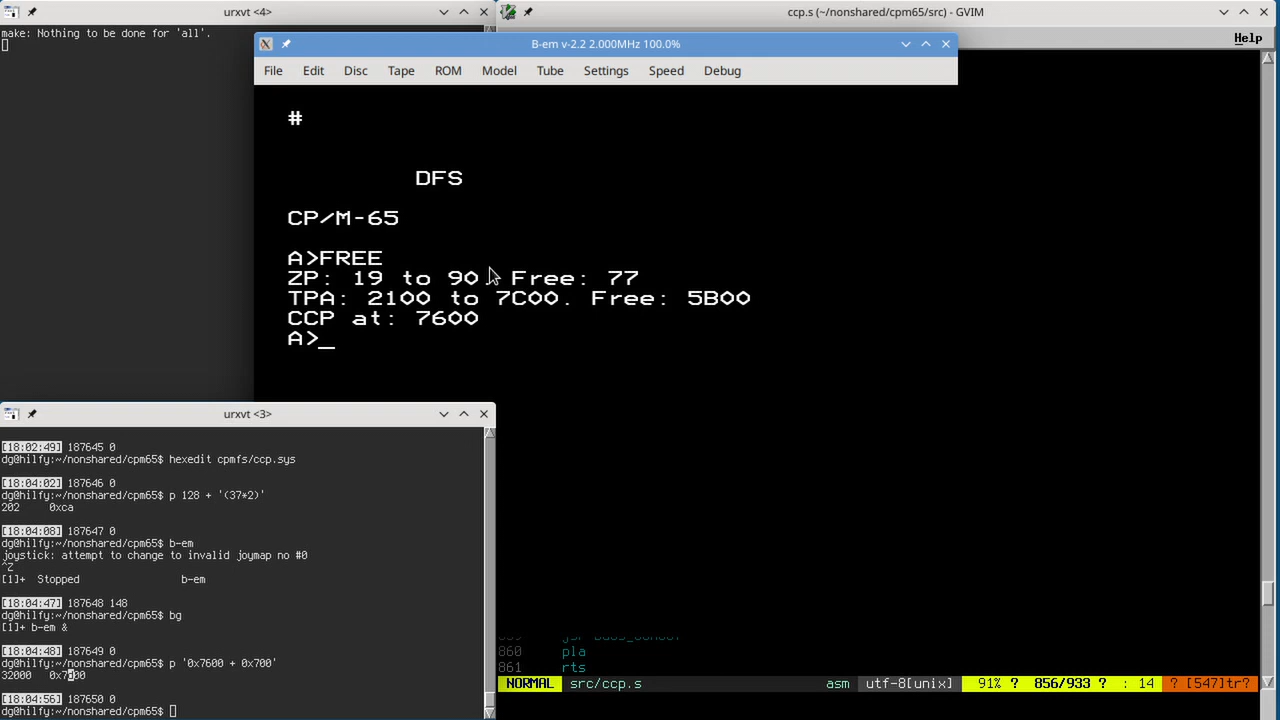 urxvt <4>
make: Nothing to be done for 'all'.
ccp.s (~/nonshared/cpm65/src) - GVIM
Help
B-em v-2.2 2.000MHz 100.0%
File Edit Disc Tape ROM Model Tube Settings Speed Debug
#
DFS
CP/M-65
A>FREE
ZP: 19 to 90 Free: 77
TPA: 2100 to 7C00. Free: 5B00
CCP at: 7600
A>_
urxvt <3>
[18:02:49] 187645 0
dg@hilfy:~/nonshared/cpm65$ hexedit cpmfs/ccp.sys
[18:04:02] 187646 0
dg@hilfy:~/nonshared/cpm65$ p 128 + '(37*2)'
202 0xca
[18:04:08] 187647 0
dg@hilfy:~/nonshared/cpm65$ b-em
joystick: attempt to change to invalid joymap no #0
^Z
[1]+ Stopped b-em
[18:04:47] 187648 148
dg@hilfy:~/nonshared/cpm65$ bg
[1]+ b-em &
[18:04:48] 187649 0
dg@hilfy:~/nonshared/cpm65$ p '0x7600 + 0x700'
32000
[18:04:56] 187658 0
dg@hilfy:~/nonshared/cpm65$
860 pla
861 rts
NORMAL src/ccp.s asm utf-8[unix] 91% ? 856/933 ? : 14 ? [547]tr?